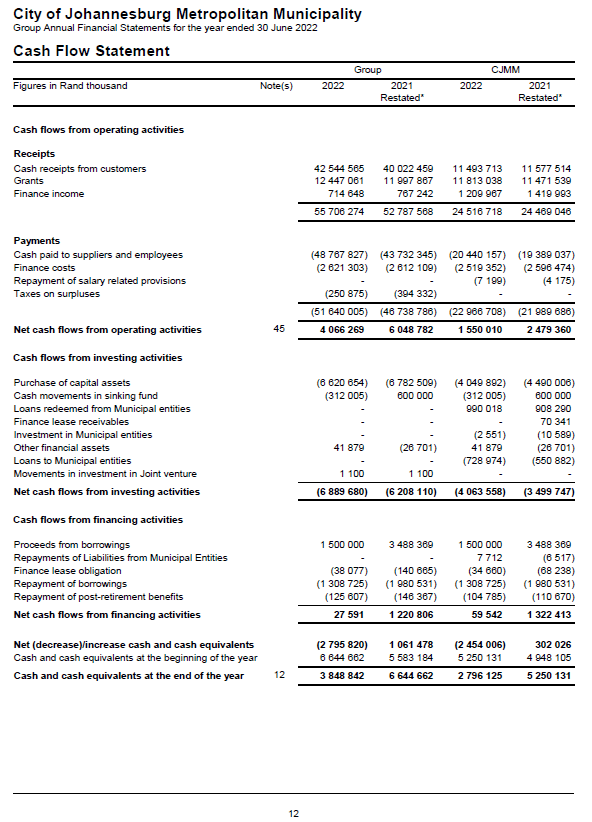 City of Johannesburg Metropolitan Municipality
Group Annual Financial Statements for the year ended 30 June 2022
Cash Flow Statement
Group CJMM
Figures in Rand thousand Note(s) 2022 2021 2022 2021
Restated* Restated*
Cash flows from operating activities
Receipts
Cash receipts from customers 42 544 565 40 022 459 11 493 713 11 577 514
Grants 12 447 061 11 997 867 11 813 038 11 471 539
Finance income 714 648 767 242 1 209 967 1 419 993
55 706 274 52 787 568 24 516 718 24 469 046
Payments
Cash paid to suppliers and employees (48 767 827) (43 732 345) (20 440 157) (19 389 037)
Finance costs (2 621 303) (2 612 109) (2 519 352) (2 596 474)
Repayment of salary related provisions - - (7 199) (4 175)
Taxes on surpluses (250 875) (394 332) - -
(51 640 005) (46 738 786) (22 966 708) (21 989 686)
Net cash flows from operating activities 45 4 066 269 6 048 782 1 550 010 2 479 360
Cash flows from investing activities
Purchase of capital assets (6 620 654) (6 782 509) (4 049 892) (4 490 006)
Cash movements in sinking fund (312 005) 600 000 (312 005) 600 000
Loans redeemed from Municipal entities - - 990 018 908 290
Finance lease receivables - - - 70 341
Investment in Municipal entities - - (2 551) (10 589)
Other financial assets 41 879 (26 701) 41 879 (26 701)
Loans to Municipal entities - - (728 974) (550 882)
Movements in investment in Joint venture 1 100 1 100 - -
Net cash flows from investing activities (6 889 680) (6 208 110) (4 063 558) (3 499 747)
Cash flows from financing activities
Proceeds from borrowings 1 500 000 3 488 369 1 500 000 3 488 369
Repayments of Liabilities from Municipal Entities - - 7 712 (6 517)
Finance lease obligation (38 077) (140 665) (34 660) (68 238)
Repayment of borrowings (1 308 725) (1 980 531) (1 308 725) (1 980 531)
Repayment of post-retirement benefits (125 607) (146 367) (104 785) (110 670)
Net cash flows from financing activities 27 591 1 220 806 59 542 1 322 413
Net (decrease)/increase cash and cash equivalents (2 795 820) 1 061 478 (2 454 006) 302 026
Cash and cash equivalents at the beginning of the year 6 644 662 5 583 184 5 250 131 4 948 105
Cash and cash equivalents at the end of the year 12 3 848 842 6 644 662 2 796 125 5 250 131
12